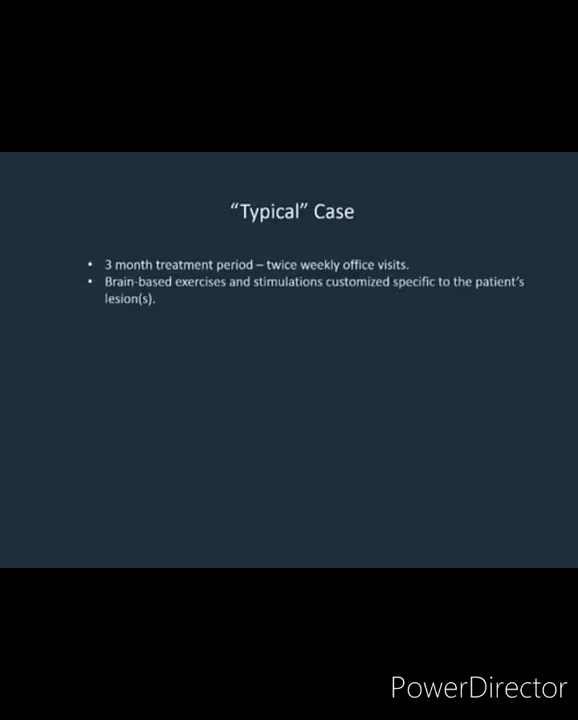 “Typical” Case
• 3 month treatment period – twice weekly office visits.
• Brain-based exercises and stimulations customized specific to the patient’s
lesion(s).
PowerDirector